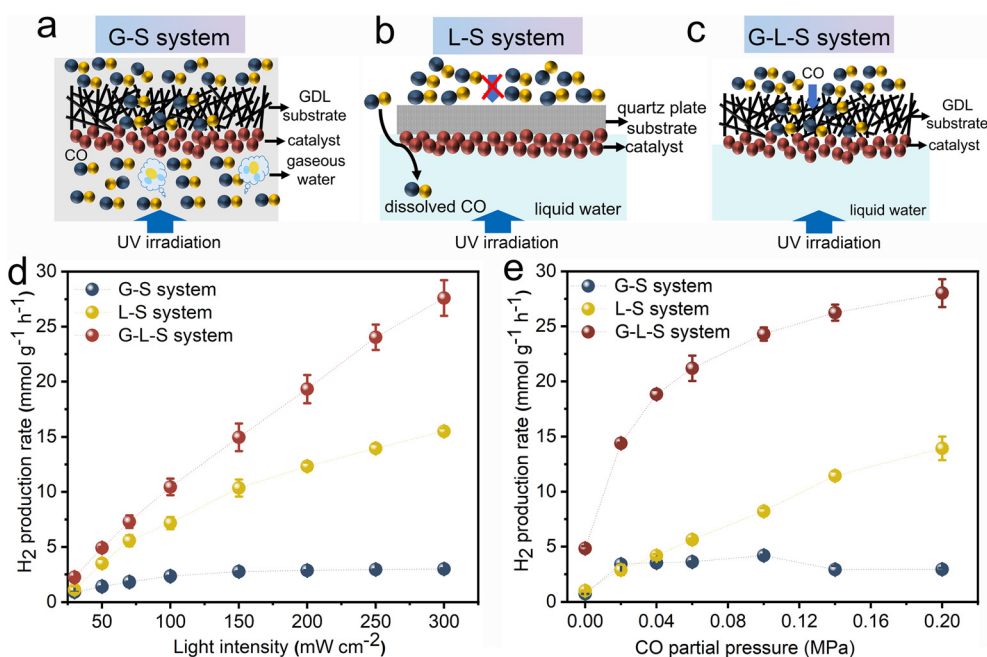 a
G-S system
GDL
substrate
catalyst
CO
gaseous
water
UV irradiation
b
L-S system
quartz plate
substrate
catalyst
dissolved CO
liquid water
UV irradiation
c
G-L-S system
CO
GDL
substrate
catalyst
liquid water
UV irradiation
d
G-S system
L-S system
G-L-S system
H2 production rate (mmol g⁻¹ h⁻¹)
30
25
20
15
10
5
0
50
100
150
200
250
300
Light intensity (mW cm⁻²)
e
G-S system
L-S system
G-L-S system
H2 production rate (mmol g⁻¹ h⁻¹)
30
25
20
15
10
5
0
0.00
0.04
0.08
0.12
0.16
0.20
CO partial pressure (MPa)